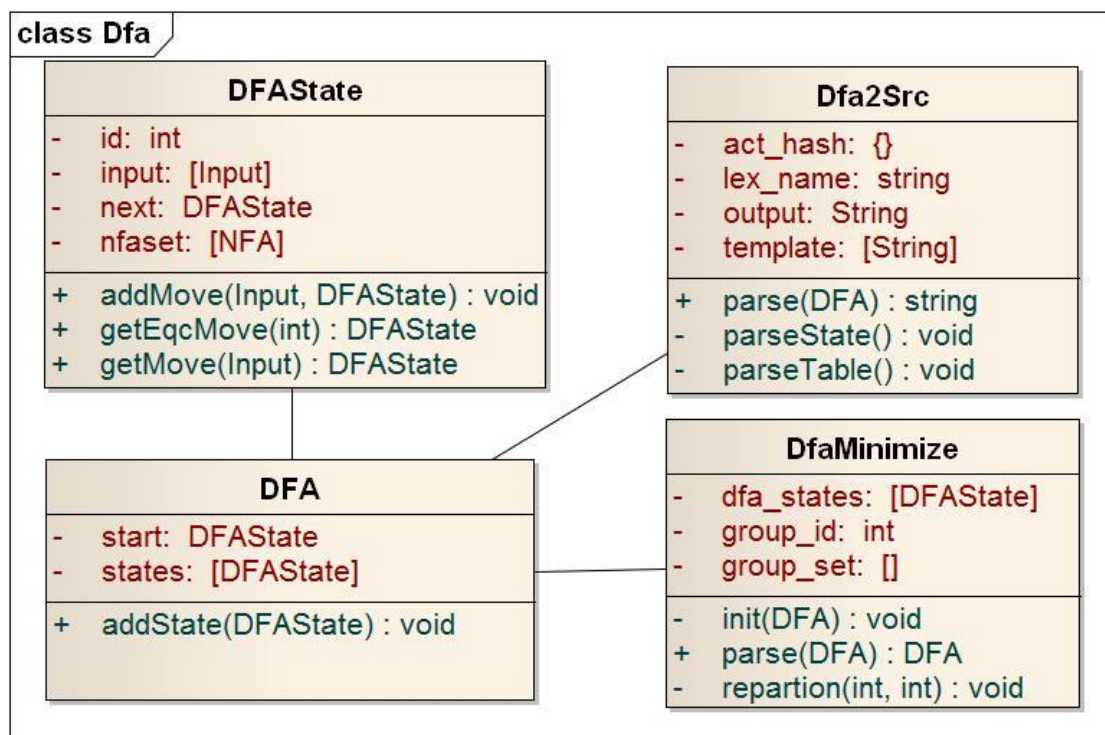 class Dfa
DFAState
- id: int
- input: [Input]
- next: DFAState
- nfaset: [NFA]
+ addMove(Input, DFAState) : void
+ getEqcMove(int) : DFAState
+ getMove(Input) : DFAState
Dfa2Src
- act_hash: {}
- lex_name: string
- output: String
- template: [String]
+ parse(DFA) : string
- parseState() : void
- parseTable() : void
DFA
- start: DFAState
- states: [DFAState]
+ addState(DFAState) : void
DfaMinimize
- dfa_states: [DFAState]
- group_id: int
- group_set: []
- init(DFA) : void
+ parse(DFA) : DFA
- repartion(int, int) : void